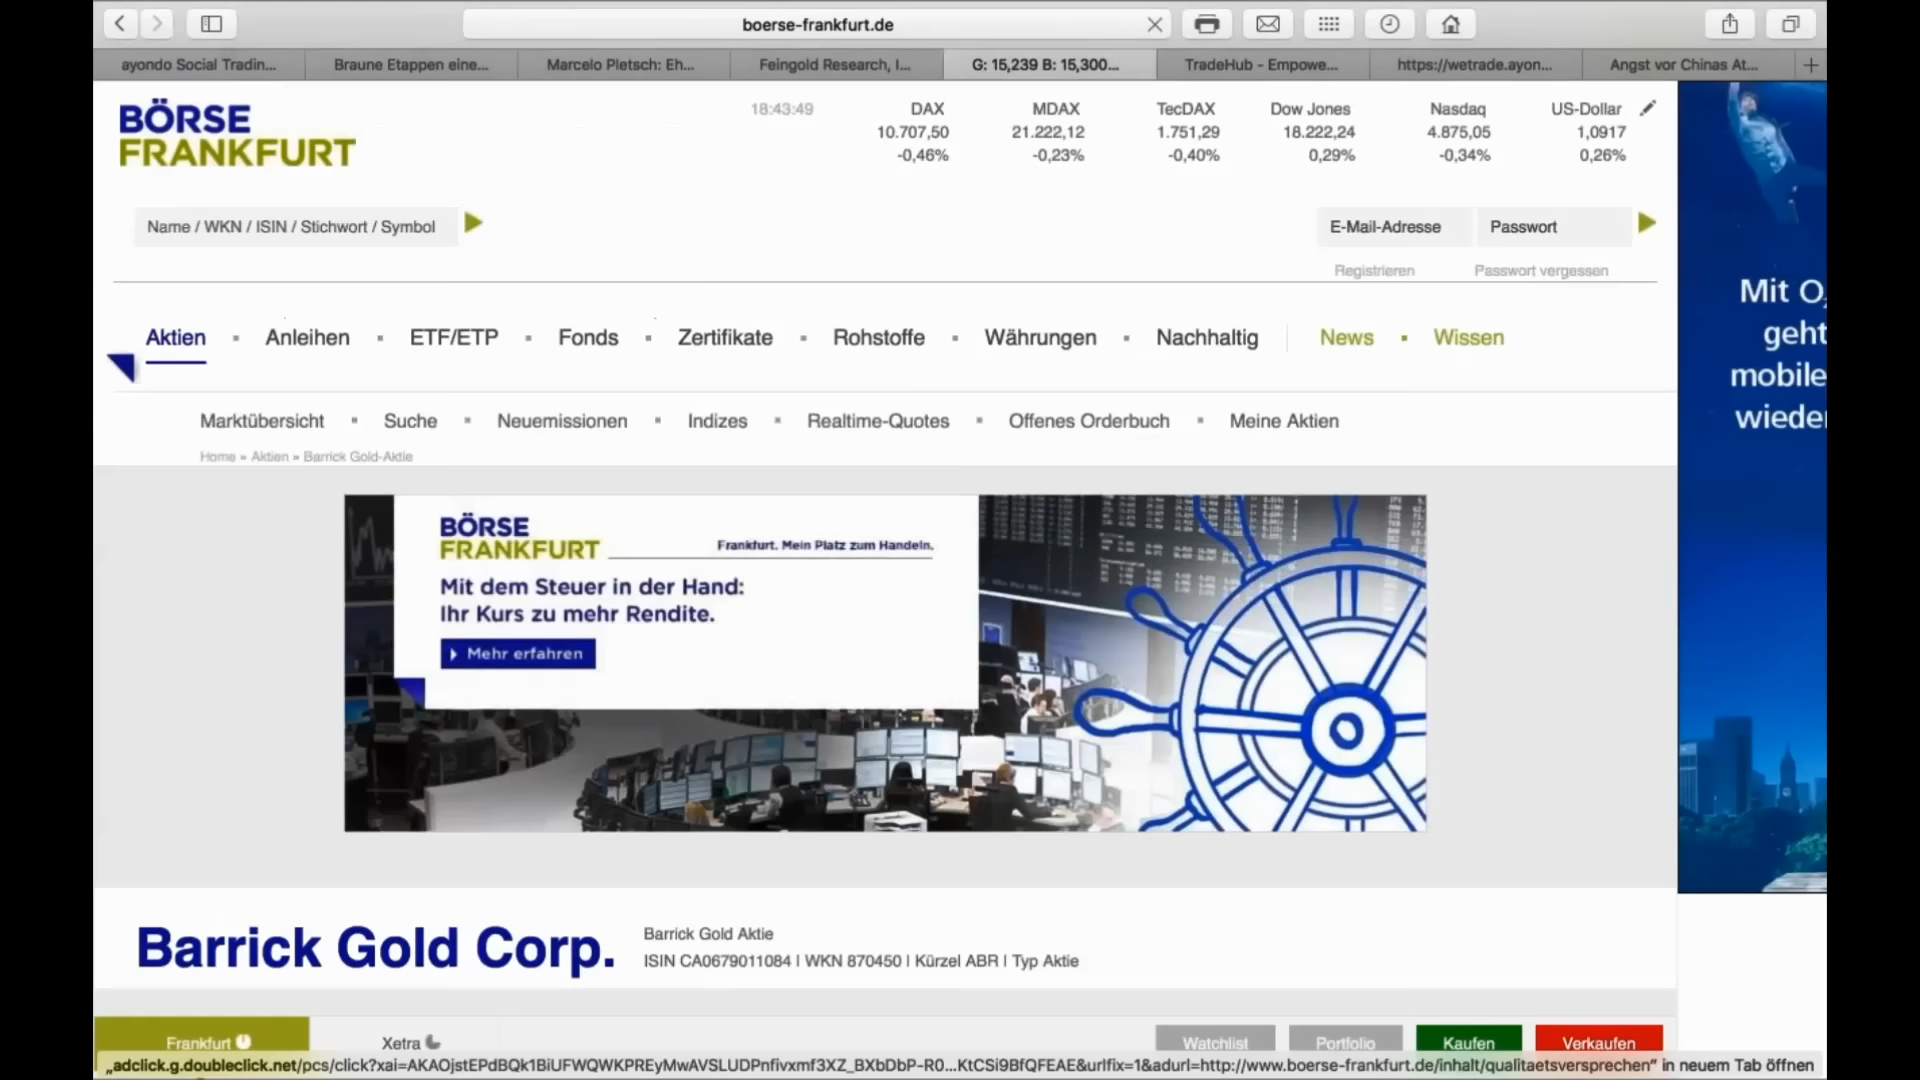 boerse-frankfurt.de
ayondo Social Tradin...
Braune Etappen eine...
Marcelo Pletsch: Eh...
Feingold Research, I...
G: 15,239 B: 15,300...
TradeHub - Empowe...
https://wetrade.ayon...
Angst vor Chinas At...
BÖRSE
FRANKFURT
18:43:49
DAX
10.707,50
-0,46%
MDAX
21.222,12
-0,23%
TecDAX
1.751,29
-0,40%
Dow Jones
18.222,24
0,29%
Nasdaq
4.875,05
-0,34%
US-Dollar
1,0917
0,26%
Name / WKN / ISIN / Stichwort / Symbol
E-Mail-Adresse
Passwort
Registrieren
Passwort vergessen
Aktien
Anleihen
ETF/ETP
Fonds
Zertifikate
Rohstoffe
Währungen
Nachhaltig
News
Wissen
Marktübersicht
Suche
Neuemissionen
Indizes
Realtime-Quotes
Offenes Orderbuch
Meine Aktien
Home » Aktien » Barrick Gold-Aktie
Mit O
geht
mobile
wieder
BÖRSE
FRANKFURT
Frankfurt. Mein Platz zum Handeln.
Mit dem Steuer in der Hand:
Ihr Kurs zu mehr Rendite.
Mehr erfahren
Barrick Gold Corp.
Barrick Gold Aktie
ISIN CA0679011084 | WKN 870450 | Kürzel ABR | Typ Aktie
Frankfurt
Xetra
Watchlist
Portfolio
Kaufen
Verkaufen
„adclick.g.doubleclick.net/pcs/click?xai=AKAOjstEPdBQk1BiUFWQWKPREyMwAVSLUDPnfivxmf3XZ_BXbDbP-R0...KtCSi9BfQFEAE&urlfix=1&adurl=http://www.boerse-frankfurt.de/inhalt/qualitaetsversprechen“ in neuem Tab öffnen